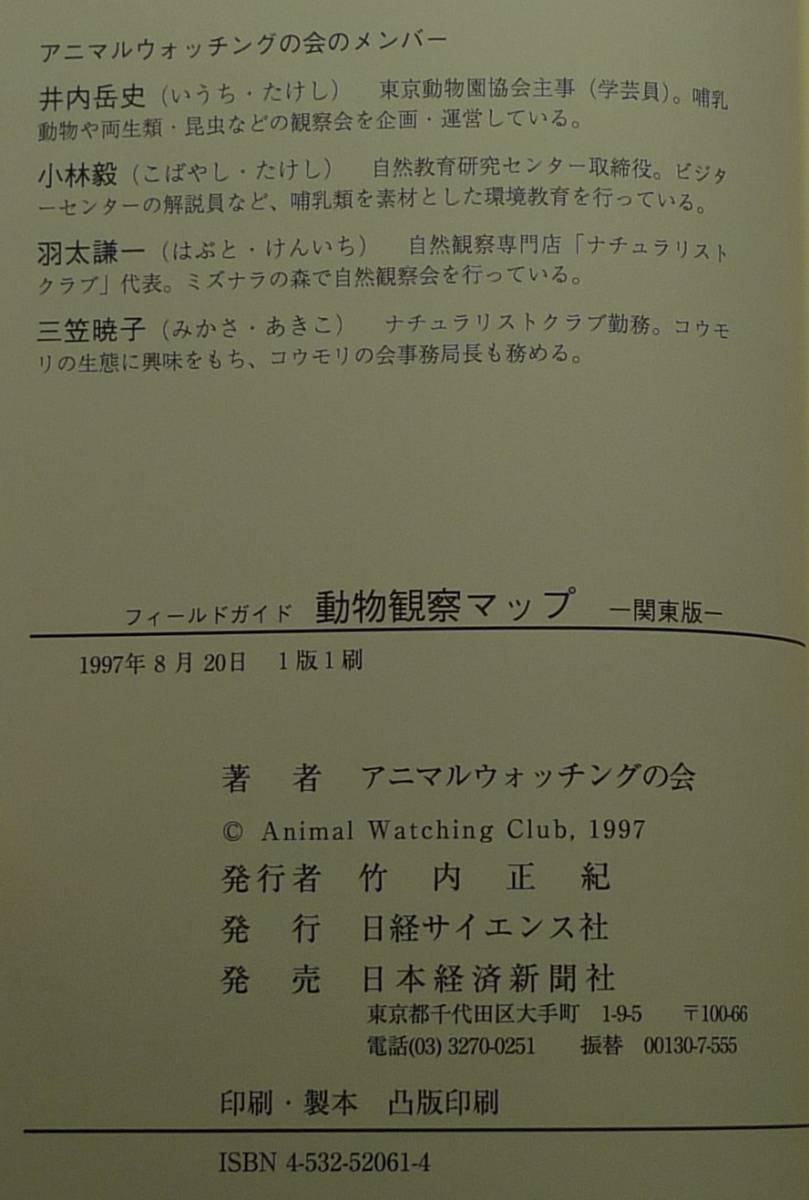 アニマルウォッチングの会のメンバー
井内岳史(いうち・たけし)　東京動物園協会主事(学芸員)。哺乳
動物や両生類・昆虫などの観察会を企画・運営している。
小林毅(こばやし・たけし)　自然教育研究センター取締役。ビジタ
ーセンターの解説員など、哺乳類を素材とした環境教育を行っている。
羽太謙一(はぶと・けんいち)　自然観察専門店「ナチュラリスト
クラブ」代表。ミズナラの森で自然観察会を行っている。
三笠暁子(みかさ・あきこ)　ナチュラリストクラブ勤務。コウモ
リの生態に興味をもち、コウモリの会事務局長も務める。
フィールドガイド 動物観察マップ ―関東版―
1997年8月20日　1版1刷
著　者　アニマルウォッチングの会
© Animal Watching Club, 1997
発行者　竹内正紀
発　行　日経サイエンス社
発　売　日本経済新聞社
東京都千代田区大手町　1-9-5　〒100-66
電話(03) 3270-0251　振替　00130-7-555
印刷・製本　凸版印刷
ISBN 4-532-52061-4